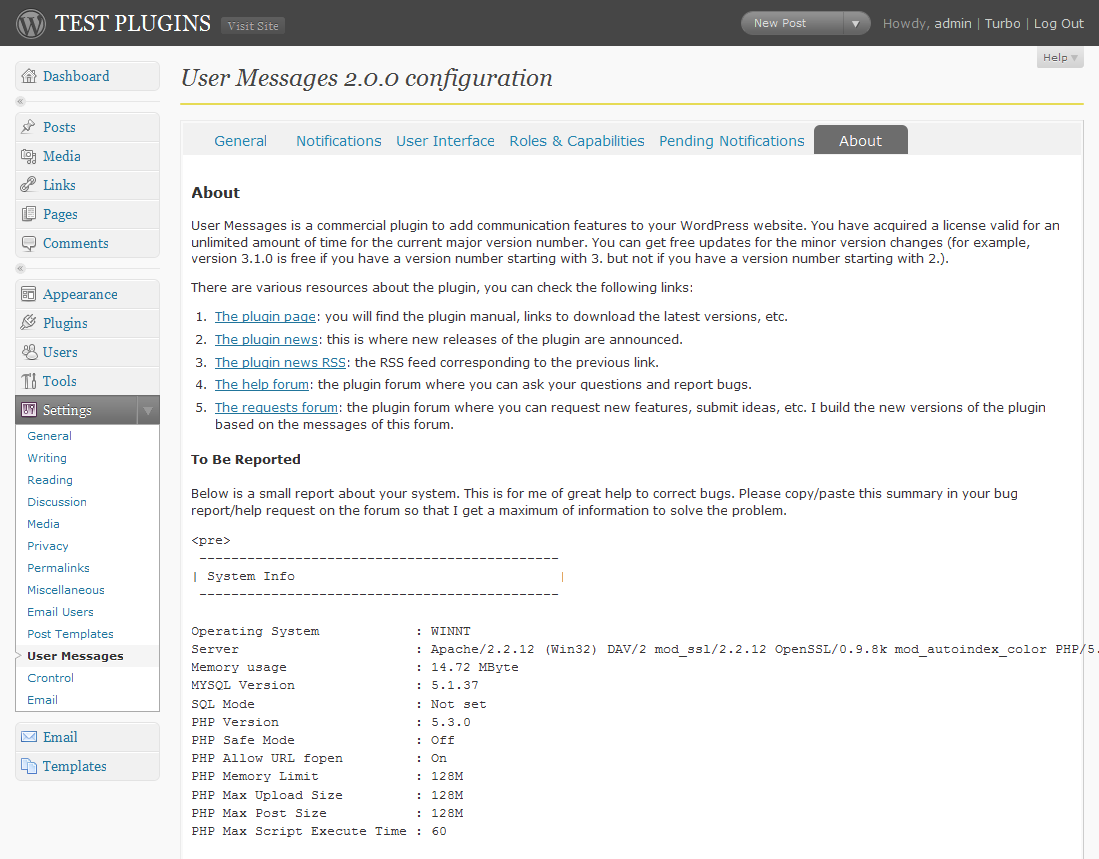 TEST PLUGINS Visit Site New Post Howdy, admin | Turbo | Log Out
Help
Dashboard
Posts
Media
Links
Pages
Comments
Appearance
Plugins
Users
Tools
Settings
General
Writing
Reading
Discussion
Media
Privacy
Permalinks
Miscellaneous
Email Users
Post Templates
User Messages
Crontrol
Email
Email
Templates
User Messages 2.0.0 configuration
General Notifications User Interface Roles & Capabilities Pending Notifications About
About
User Messages is a commercial plugin to add communication features to your WordPress website. You have acquired a license valid for an
unlimited amount of time for the current major version number. You can get free updates for the minor version changes (for example,
version 3.1.0 is free if you have a version number starting with 3. but not if you have a version number starting with 2.).
There are various resources about the plugin, you can check the following links:
1. The plugin page: you will find the plugin manual, links to download the latest versions, etc.
2. The plugin news: this is where new releases of the plugin are announced.
3. The plugin news RSS: the RSS feed corresponding to the previous link.
4. The help forum: the plugin forum where you can ask your questions and report bugs.
5. The requests forum: the plugin forum where you can request new features, submit ideas, etc. I build the new versions of the plugin
based on the messages of this forum.
To Be Reported
Below is a small report about your system. This is for me of great help to correct bugs. Please copy/paste this summary in your bug
report/help request on the forum so that I get a maximum of information to solve the problem.
<pre>
---------------------------------------------
| System Info |
---------------------------------------------
Operating System : WINNT
Server : Apache/2.2.12 (Win32) DAV/2 mod_ssl/2.2.12 OpenSSL/0.9.8k mod_autoindex_color PHP/5.
Memory usage : 14.72 MByte
MYSQL Version : 5.1.37
SQL Mode : Not set
PHP Version : 5.3.0
PHP Safe Mode : Off
PHP Allow URL fopen : On
PHP Memory Limit : 128M
PHP Max Upload Size : 128M
PHP Max Post Size : 128M
PHP Max Script Execute Time : 60